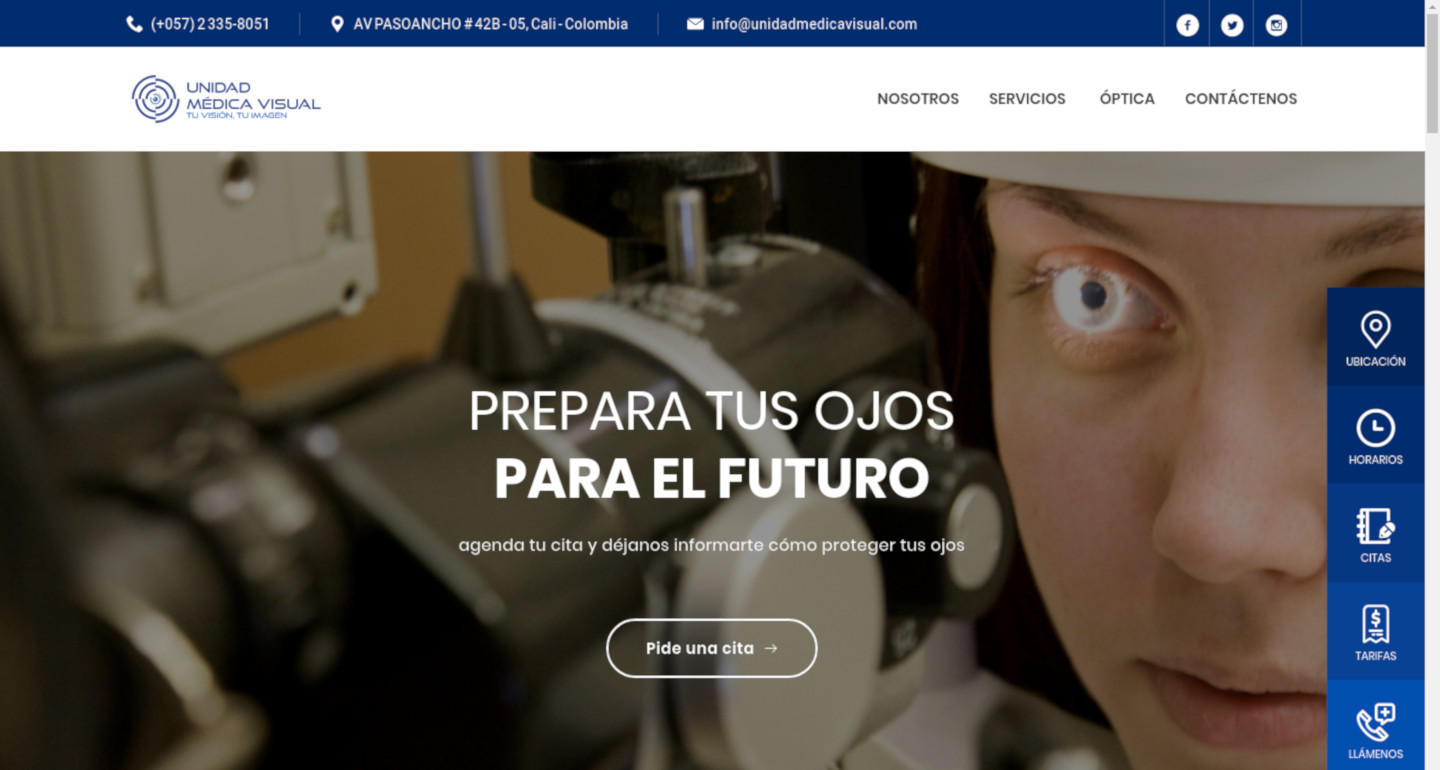 (+057) 2 335-8051
AV PASOANCHO # 42B - 05, Cali - Colombia
info@unidadmedicavisual.com
UNIDAD
MÉDICA VISUAL
TU VISIÓN, TU IMAGEN
NOSOTROS
SERVICIOS
ÓPTICA
CONTÁCTENOS
PREPARA TUS OJOS
PARA EL FUTURO
agenda tu cita y déjanos informarte cómo proteger tus ojos
Pide una cita →
UBICACIÓN
HORARIOS
CITAS
TARIFAS
LLÁMENOS